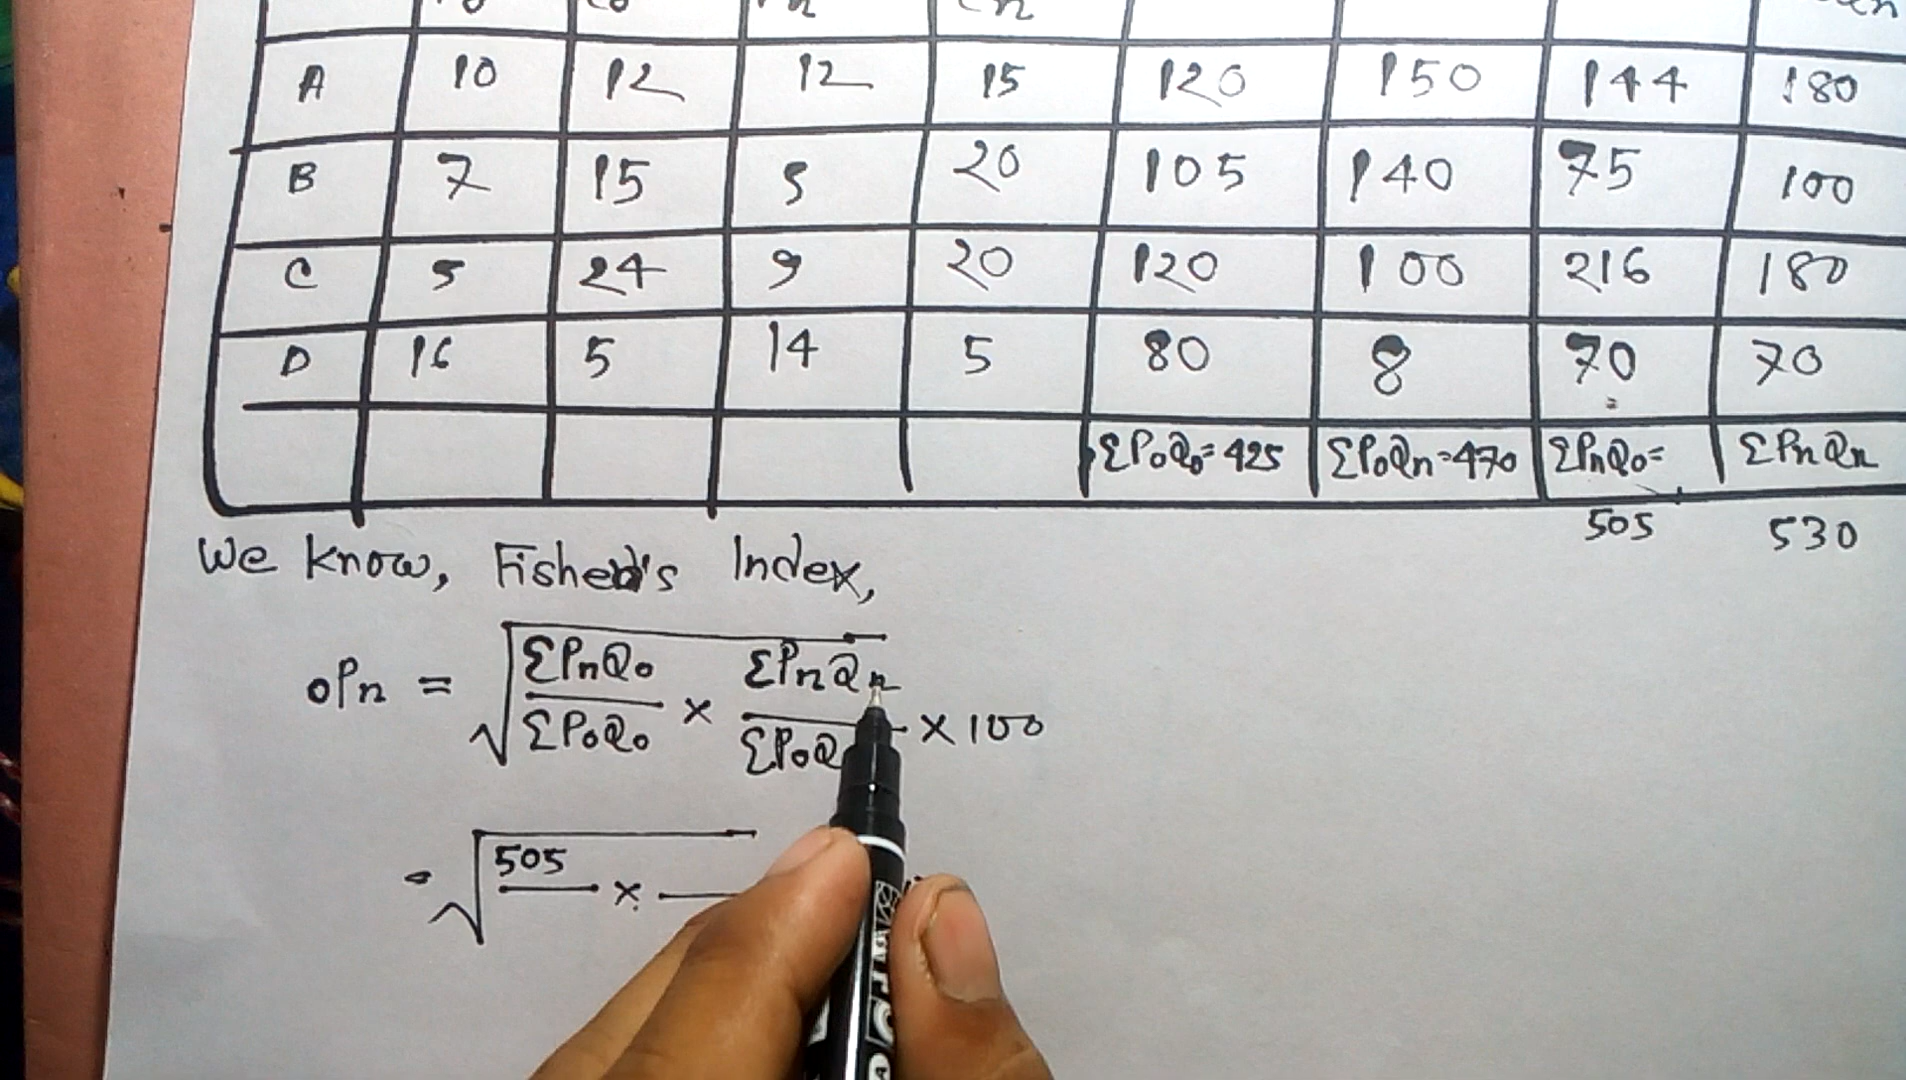 A 10 12 12 15 120 150 144 180
B 7 15 5 20 105 140 75 100
C 5 24 9 20 120 100 216 180
D 16 5 14 5 80 8 70 70
ΣP₀Q₀=425 ΣP₀Qn=470 ΣPnQ₀= ΣPnQn
505 530
We know, Fisher's Index,
oPn = √ΣPnQ₀/ΣP₀Q₀ × ΣPnQn/ΣP₀Q × 100
= √505/ ×